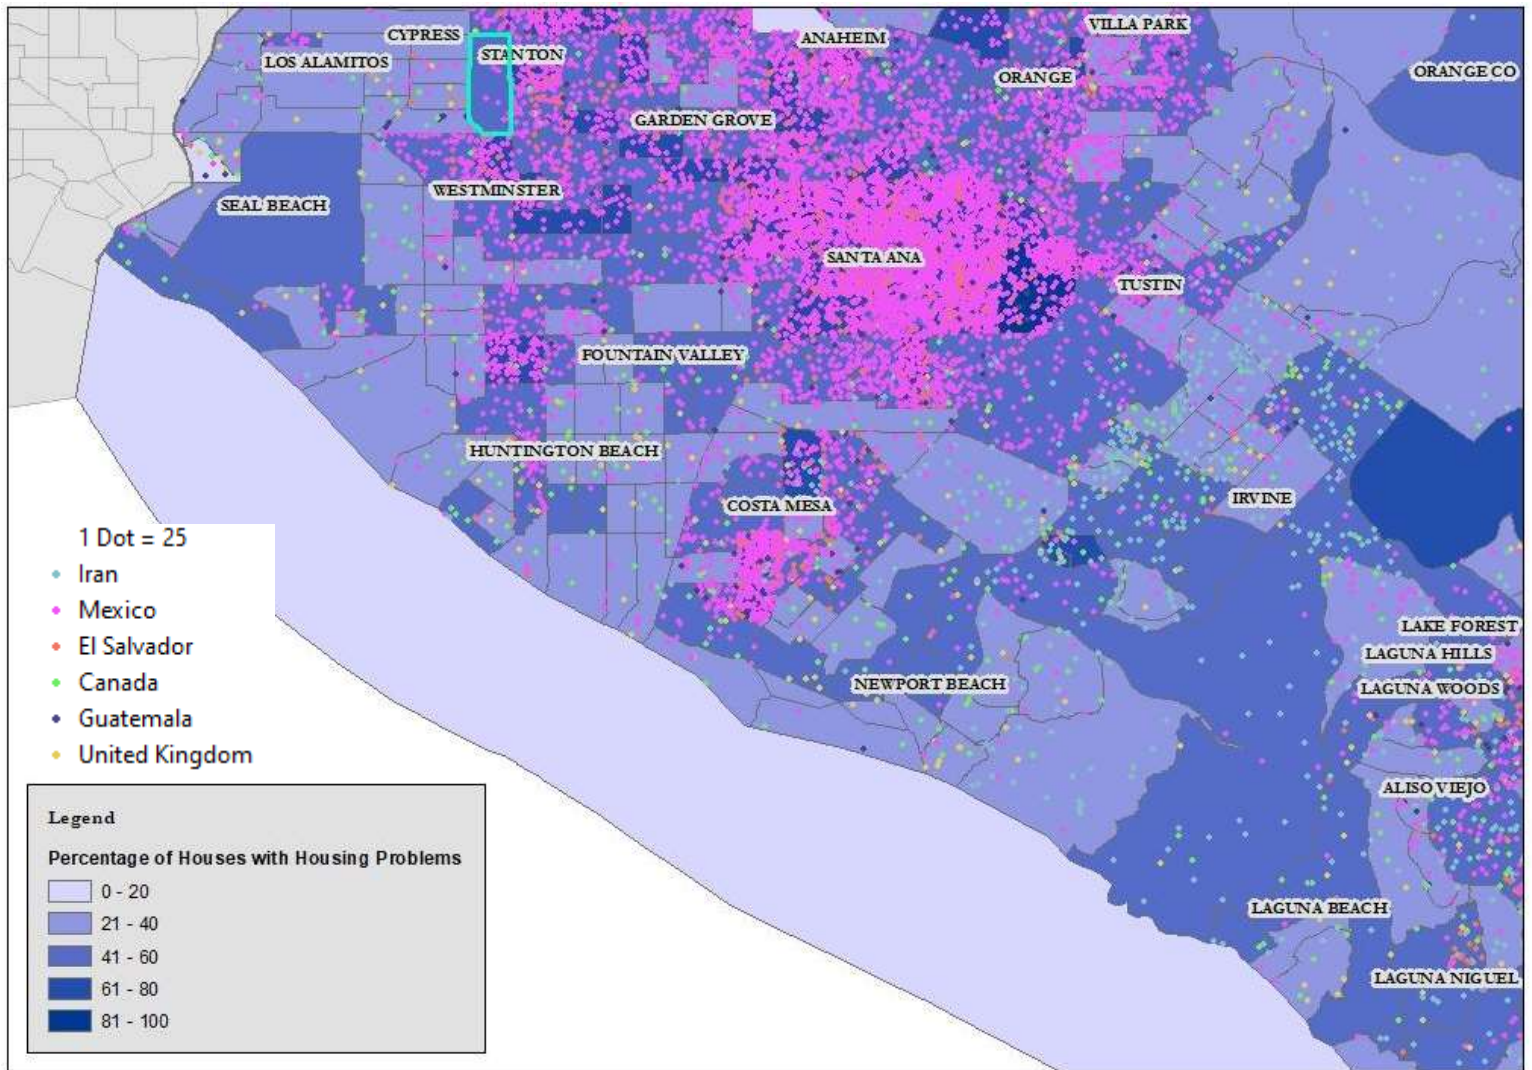 VILLA PARK
CYPRESS
ANAHEIM
STANTON
LOS ALAMITOS
ORANGE CO
ORANGE
GARDEN GROVE
WESTMINSTER
SEAL BEACH
SANTA ANA
TUSTIN
FOUNTAIN VALLEY
HUNTINGTON BEACH
IRVINE
COSTA MESA
1 Dot = 25
Iran
Mexico
El Salvador
Canada
Guatemala
United Kingdom
LAKE FOREST
LAGUNA HILLS
NEWPORT BEACH
LAGUNA WOODS
ALISO VIEJO
LAGUNA BEACH
LAGUNA NIGUEL
Legend
Percentage of Houses with Housing Problems
0 - 20
21 - 40
41 - 60
61 - 80
81 - 100